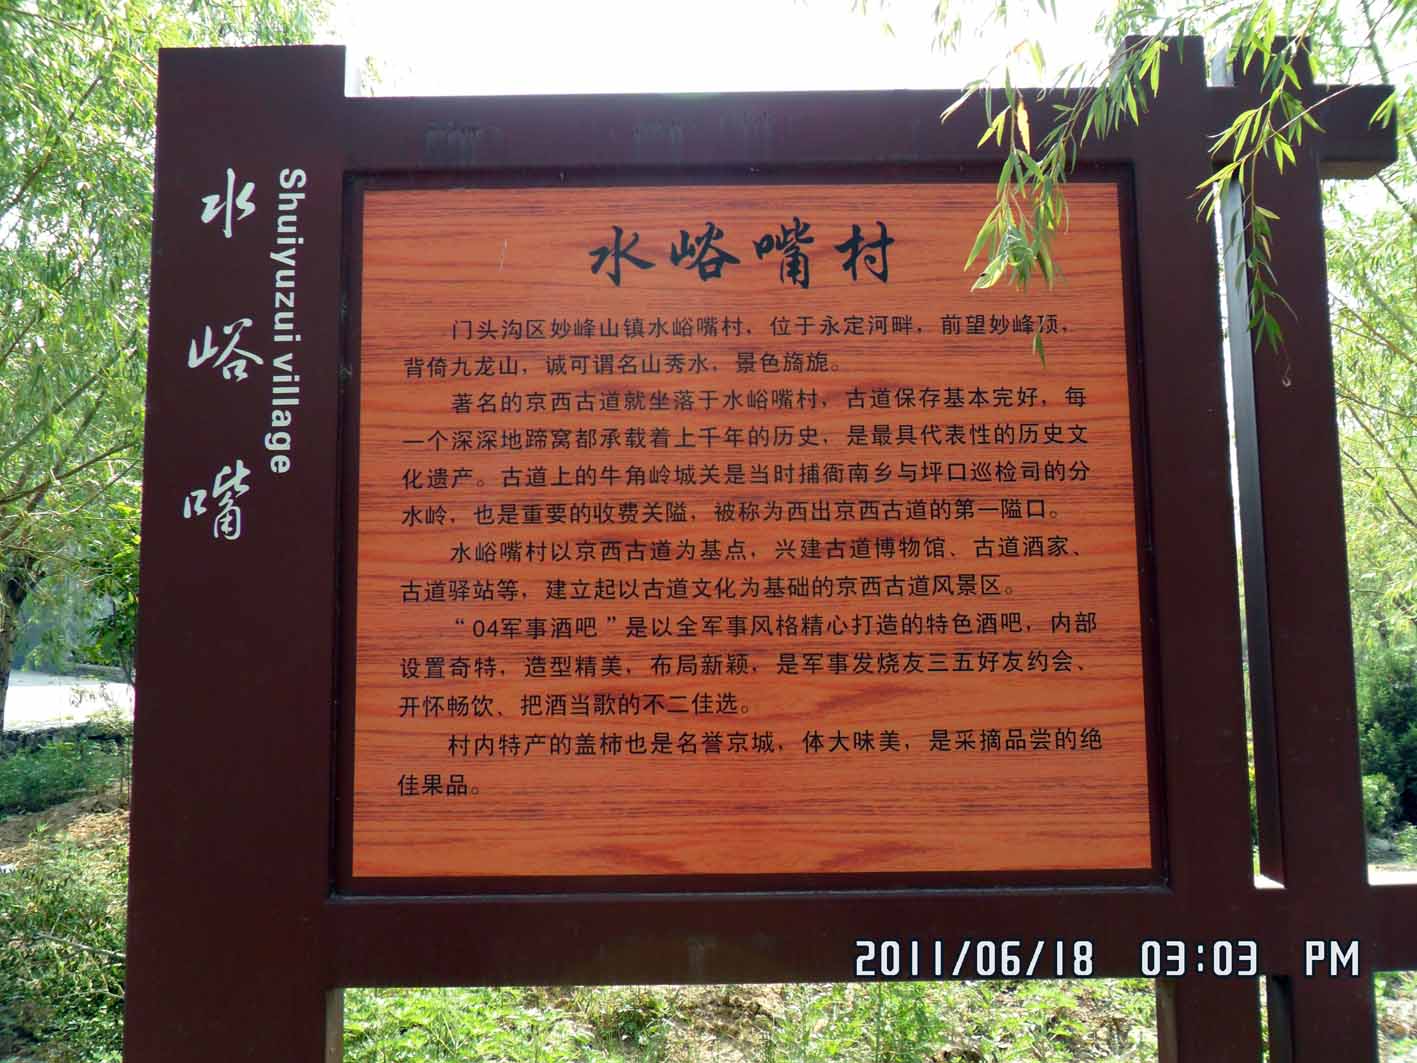 水峪嘴
Shuiyuzui village
水峪嘴村
门头沟区妙峰山镇水峪嘴村，位于永定河畔，前望妙峰顶，
背倚九龙山，诚可谓名山秀水，景色旖旎。
著名的京西古道就坐落于水峪嘴村，古道保存基本完好，每
一个深深地蹄窝都承载着上千年的历史，是最具代表性的历史文
化遗产。古道上的牛角岭城关是当时捕衙南乡与坪口巡检司的分
水岭，也是重要的收费关隘，被称为西出京西古道的第一隘口。
水峪嘴村以京西古道为基点，兴建古道博物馆、古道酒家、
古道驿站等，建立起以古道文化为基础的京西古道风景区。
“04军事酒吧”是以全军事风格精心打造的特色酒吧，内部
设置奇特，造型精美，布局新颖，是军事发烧友三五好友约会、
开怀畅饮、把酒当歌的不二佳选。
村内特产的盖柿也是名誉京城，体大味美，是采摘品尝的绝
佳果品。
2011/06/18 03:03 PM